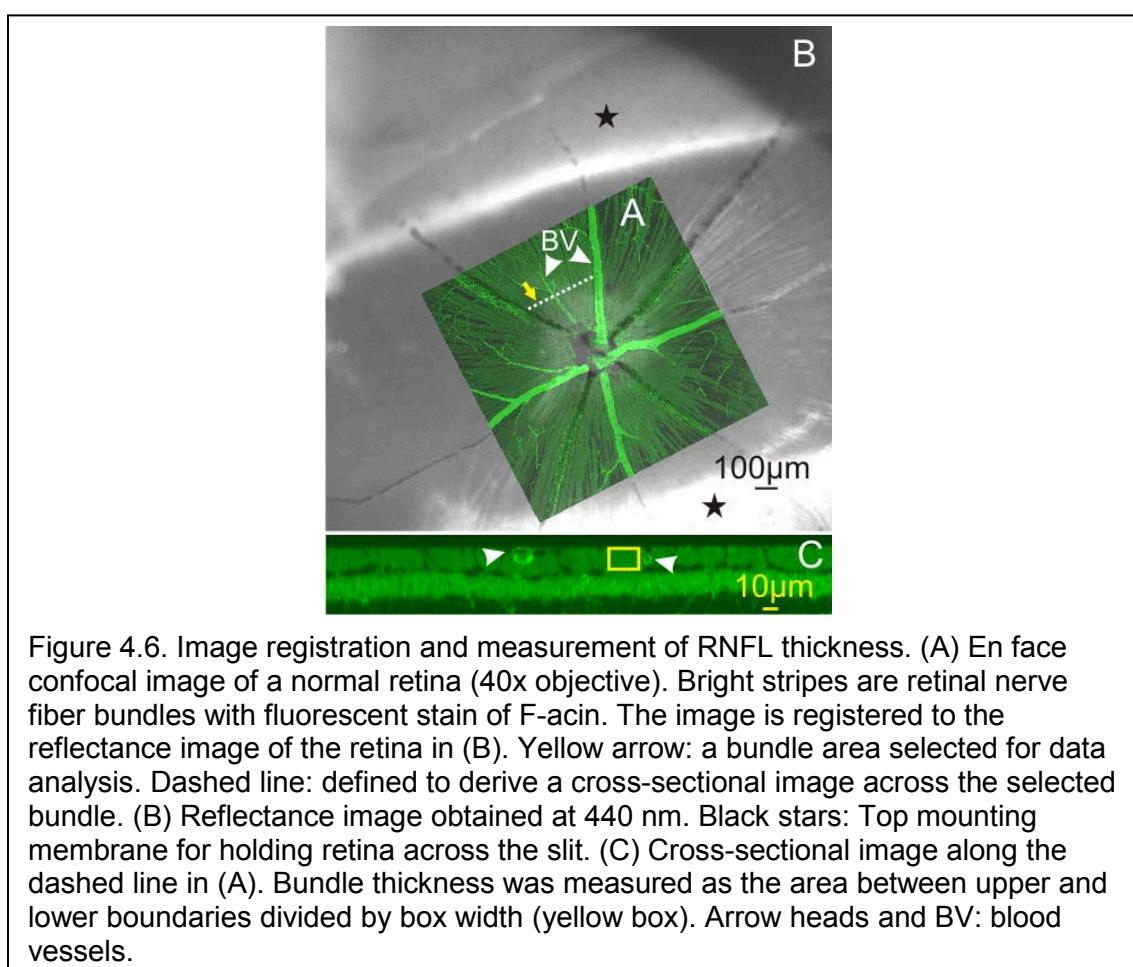 B
A
BV
100µm
C
10µm
Figure 4.6. Image registration and measurement of RNFL thickness. (A) En face
confocal image of a normal retina (40x objective). Bright stripes are retinal nerve
fiber bundles with fluorescent stain of F-acin. The image is registered to the
reflectance image of the retina in (B). Yellow arrow: a bundle area selected for data
analysis. Dashed line: defined to derive a cross-sectional image across the selected
bundle. (B) Reflectance image obtained at 440 nm. Black stars: Top mounting
membrane for holding retina across the slit. (C) Cross-sectional image along the
dashed line in (A). Bundle thickness was measured as the area between upper and
lower boundaries divided by box width (yellow box). Arrow heads and BV: blood
vessels.